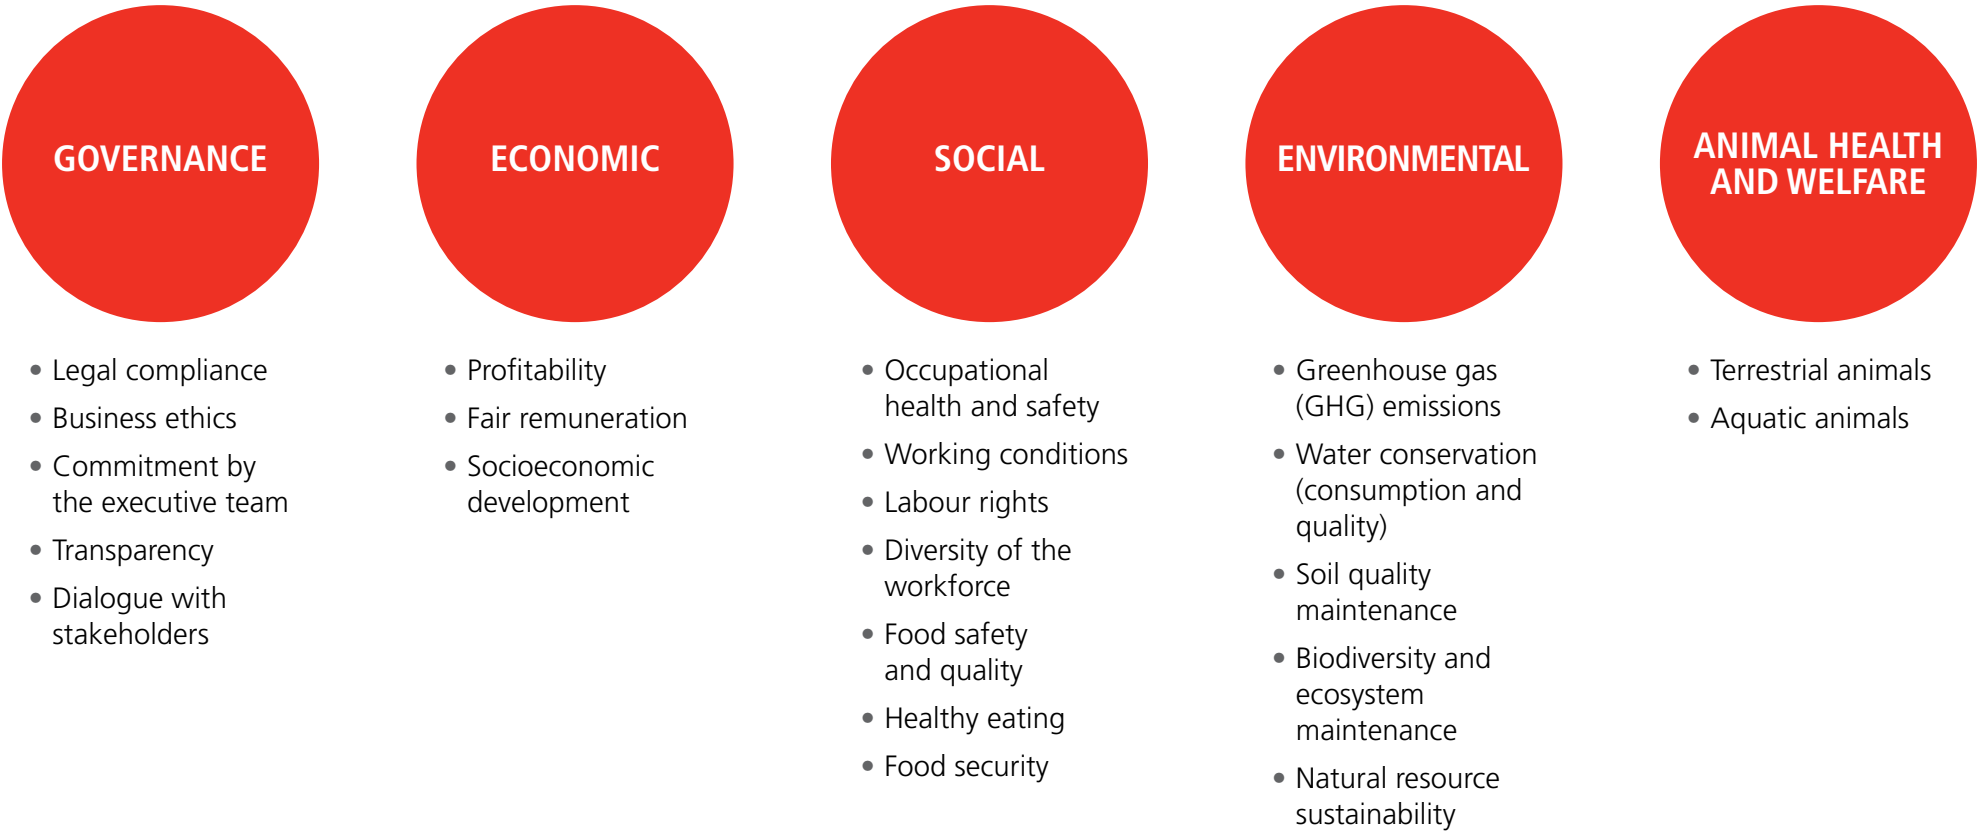 GOVERNANCE
• Legal compliance
• Business ethics
• Commitment by
the executive team
• Transparency
• Dialogue with
stakeholders
ECONOMIC
• Profitability
• Fair remuneration
• Socioeconomic
development
SOCIAL
• Occupational
health and safety
• Working conditions
• Labour rights
• Diversity of the
workforce
• Food safety
and quality
• Healthy eating
• Food security
ENVIRONMENTAL
• Greenhouse gas
(GHG) emissions
• Water conservation
(consumption and
quality)
• Soil quality
maintenance
• Biodiversity and
ecosystem
maintenance
• Natural resource
sustainability
ANIMAL HEALTH
AND WELFARE
• Terrestrial animals
• Aquatic animals